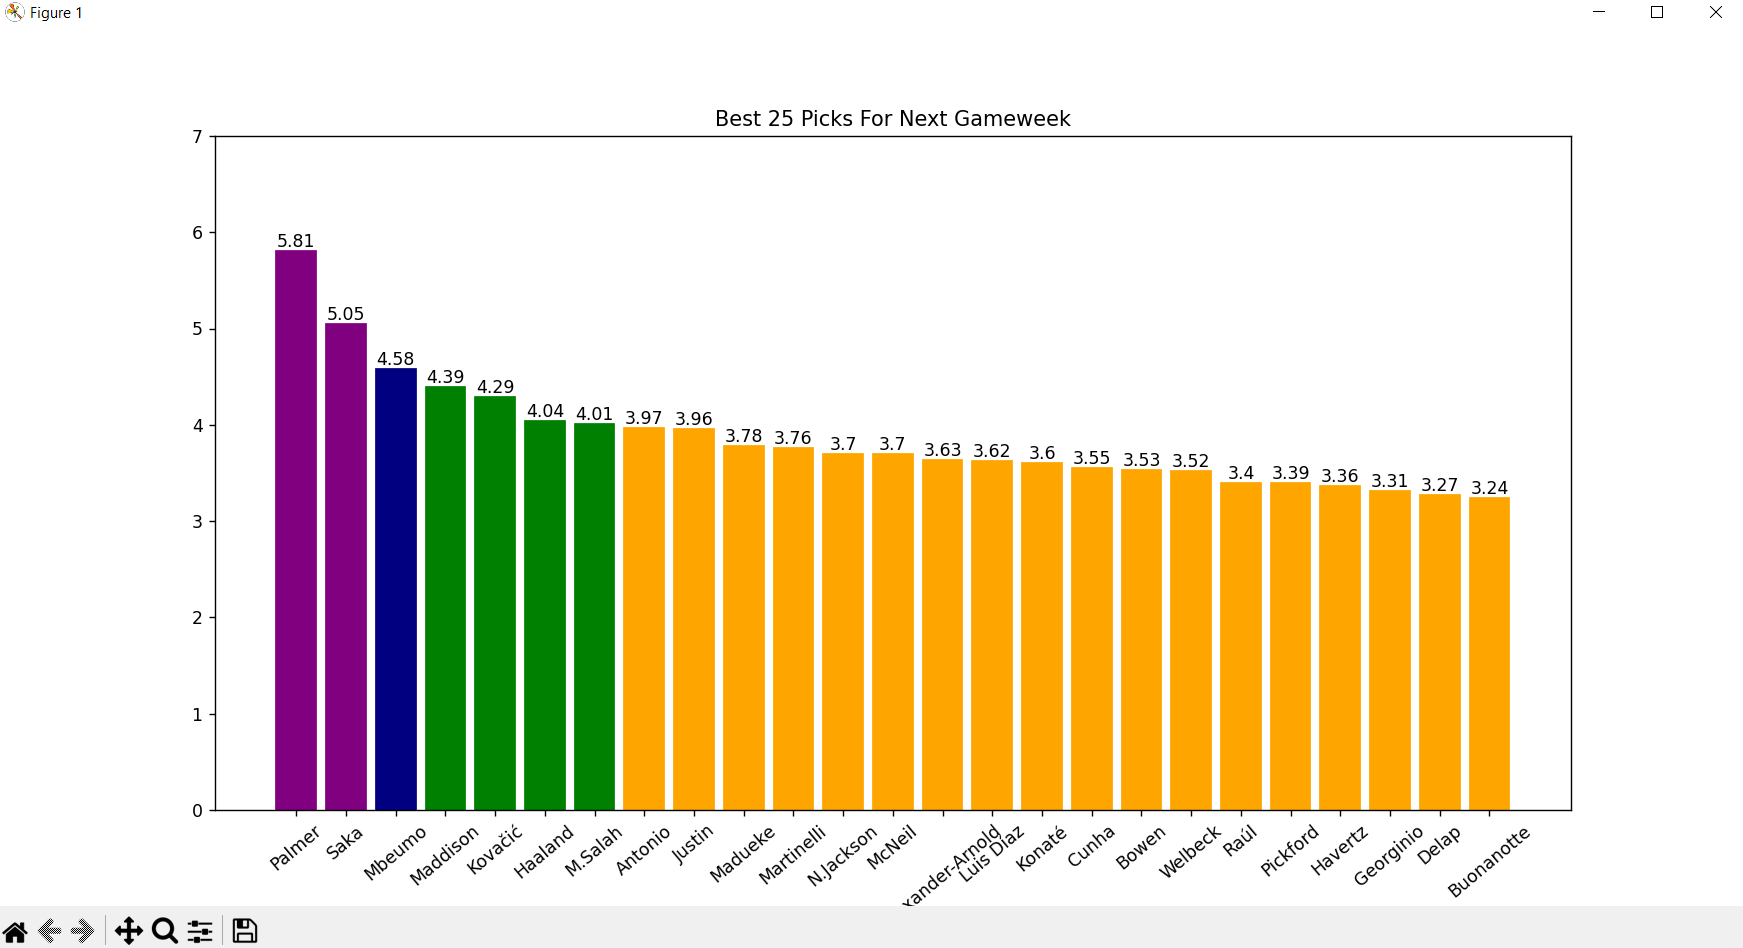 Figure 1
Best 25 Picks For Next Gameweek
7
6
5
4
3
2
1
0
5.81
5.05
4.58
4.39
4.29
4.04
4.01
3.97
3.96
3.78
3.76
3.7
3.7
3.63
3.62
3.6
3.55
3.53
3.52
3.4
3.39
3.36
3.31
3.27
3.24
Palmer
Saka
Mbeumo
Maddison
Kovačić
Haaland
M.Salah
Antonio
Justin
Madueke
Martinelli
N.Jackson
McNeil
xander-Arnold
Luis Díaz
Konaté
Cunha
Bowen
Welbeck
Raúl
Pickford
Havertz
Georginio
Delap
Buonanotte